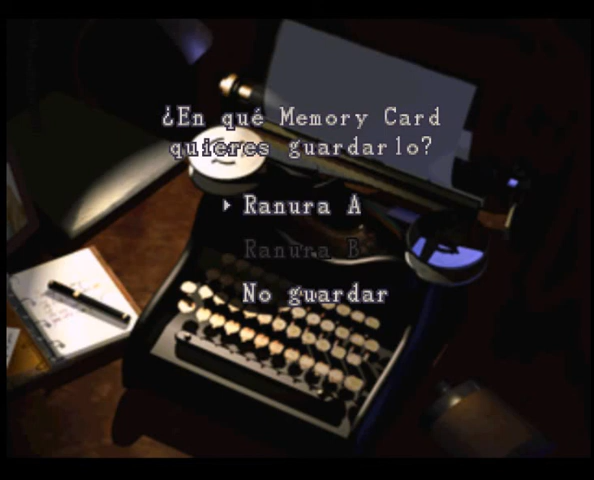 ¿En qué Memory Card
quieres guardarlo?
Ranura A
Ranura B
No guardar